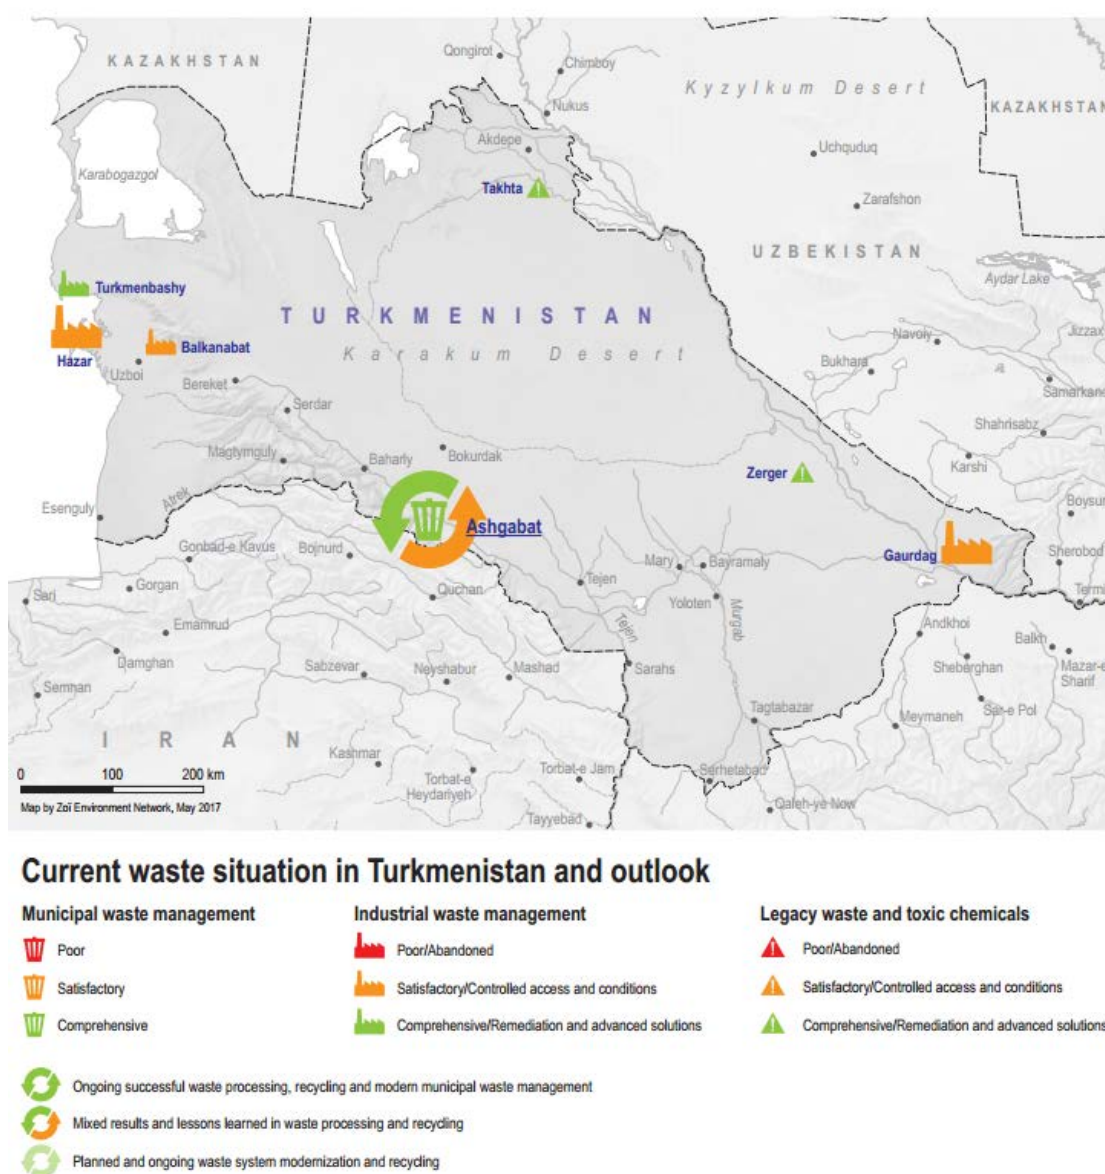 Qongirot
Chimboy
KAZAKHSTAN
Kyzylkum Desert
KAZAKHSTAN
Nukus
Akdepe
Uchquduq
Karabogazgol
Takhta
Zarafshon
UZBEKISTAN
Aydar Lake
Turkmenbashy
TURKMENISTAN
Navoiy
Jizzax
Hazar
Balkanabat
Karakum Desert
Bukhara
Uzboi
Bereket
Samarkand
Serdar
Shahrisabz
Magtymguly
Baharly
Bokurdak
Zerger
Karshi
Atrek
Esenguly
Boysun
Ashgabat
Gonbad-e Kavus
Bojnurd
Gaurdag
Sherobod
Mary
Bayramaly
Gorgan
Quchan
Tejen
Yoloten
Sari
Termi
Tejen
Murgab
Emamrud
Andkhoi
Balkh
Damghan
Sabzevar
Neyshabur
Mashad
Sarahs
Sheberghan
Mazar-e
Sharif
Semnan
Tagtabazar
Sar-e Pol
Meymaneh
IRAN
Kashmar
0 100 200 km
Torbat-e
Heydariyeh
Torbat-e Jam
Serhetabad
Map by Zoï Environment Network, May 2017
Tayyebad
Qaleh-ye Now
Current waste situation in Turkmenistan and outlook
Municipal waste management
Poor
Satisfactory
Comprehensive
Industrial waste management
Poor/Abandoned
Satisfactory/Controlled access and conditions
Comprehensive/Remediation and advanced solutions
Legacy waste and toxic chemicals
Poor/Abandoned
Satisfactory/Controlled access and conditions
Comprehensive/Remediation and advanced solutions
Ongoing successful waste processing, recycling and modern municipal waste management
Mixed results and lessons learned in waste processing and recycling
Planned and ongoing waste system modernization and recycling